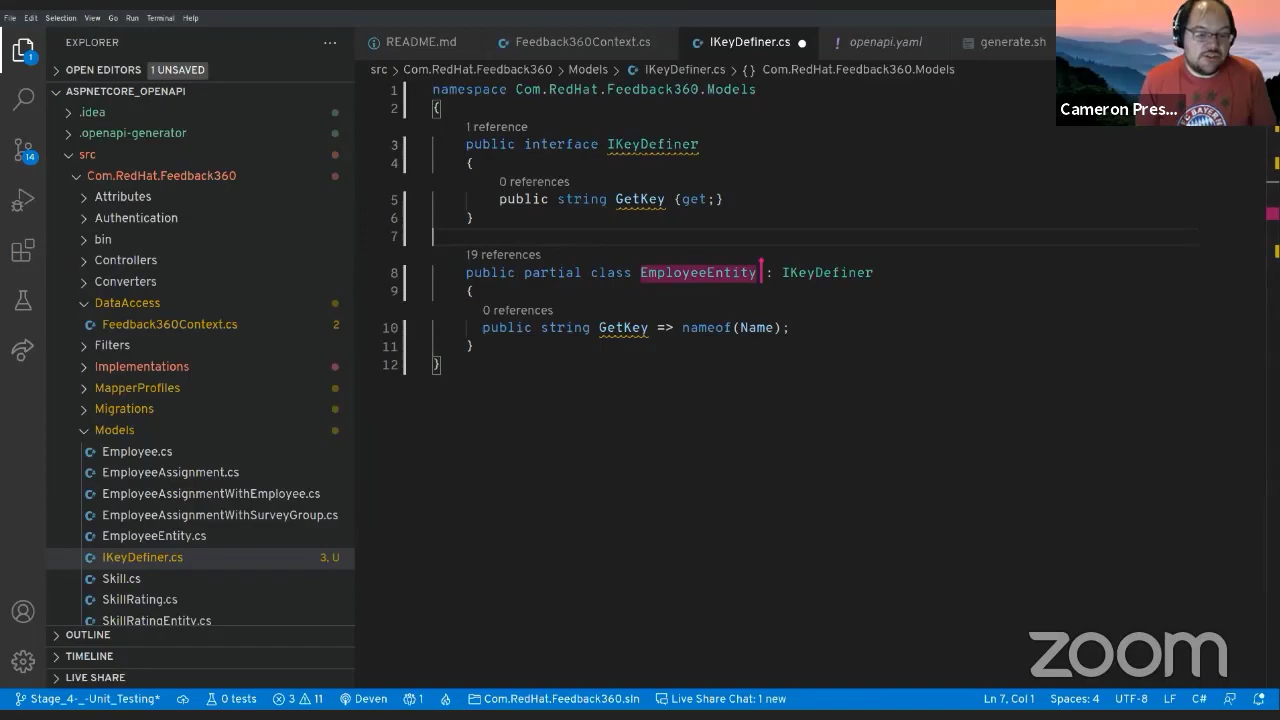 File Edit Selection View Go Run Terminal Help
EXPLORER ···
README.md Feedback360Context.cs IKeyDefiner.cs ● ! openapi.yaml generate.sh
1
OPEN EDITORS 1 UNSAVED
src > Com.RedHat.Feedback360 > Models > IKeyDefiner.cs > {} Com.RedHat.Feedback360.Models
ASPNETCORE_OPENAPI
.idea
.openapi-generator
src
Com.RedHat.Feedback360
Attributes
Authentication
bin
Controllers
Converters
DataAccess
Feedback360Context.cs 2
Filters
Implementations
MapperProfiles
Migrations
Models
Employee.cs
EmployeeAssignment.cs
EmployeeAssignmentWithEmployee.cs
EmployeeAssignmentWithSurveyGroup.cs
EmployeeEntity.cs
IKeyDefiner.cs 3, U
Skill.cs
SkillRating.cs
SkillRatingEntity.cs
OUTLINE
TIMELINE
LIVE SHARE
14
1 namespace Com.RedHat.Feedback360.Models
2 {
1 reference
3 public interface IKeyDefiner
4 {
0 references
5 public string GetKey {get;}
6 }
7
19 references
8 public partial class EmployeeEntity : IKeyDefiner
9 {
0 references
10 public string GetKey => nameof(Name);
11 }
12 }
Cameron Pres...
FC BAYERN
zoom
Stage_4-_-Unit_Testing* 0 tests 3 11 Deven 1 Com.RedHat.Feedback360.sln Live Share Chat: 1 new Ln 7, Col 1 Spaces: 4 UTF-8 LF C#